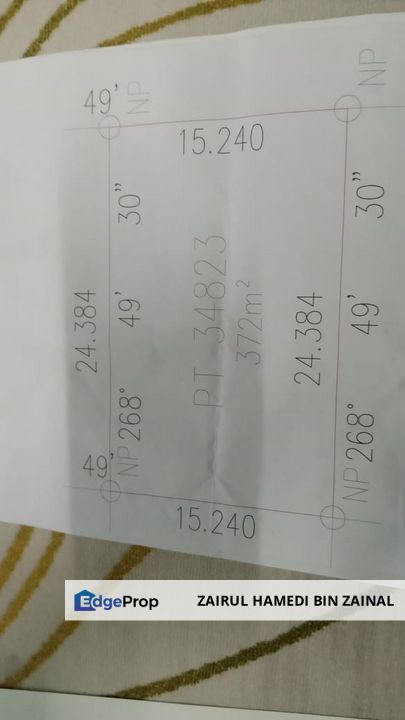 49'
NP
NP
15.240
24.384
268° 49' 30"
PT 34823
372m²
24.384
268° 49' 30"
49'
NP
NP
15.240
EdgeProp
ZAIRUL HAMEDI BIN ZAINAL